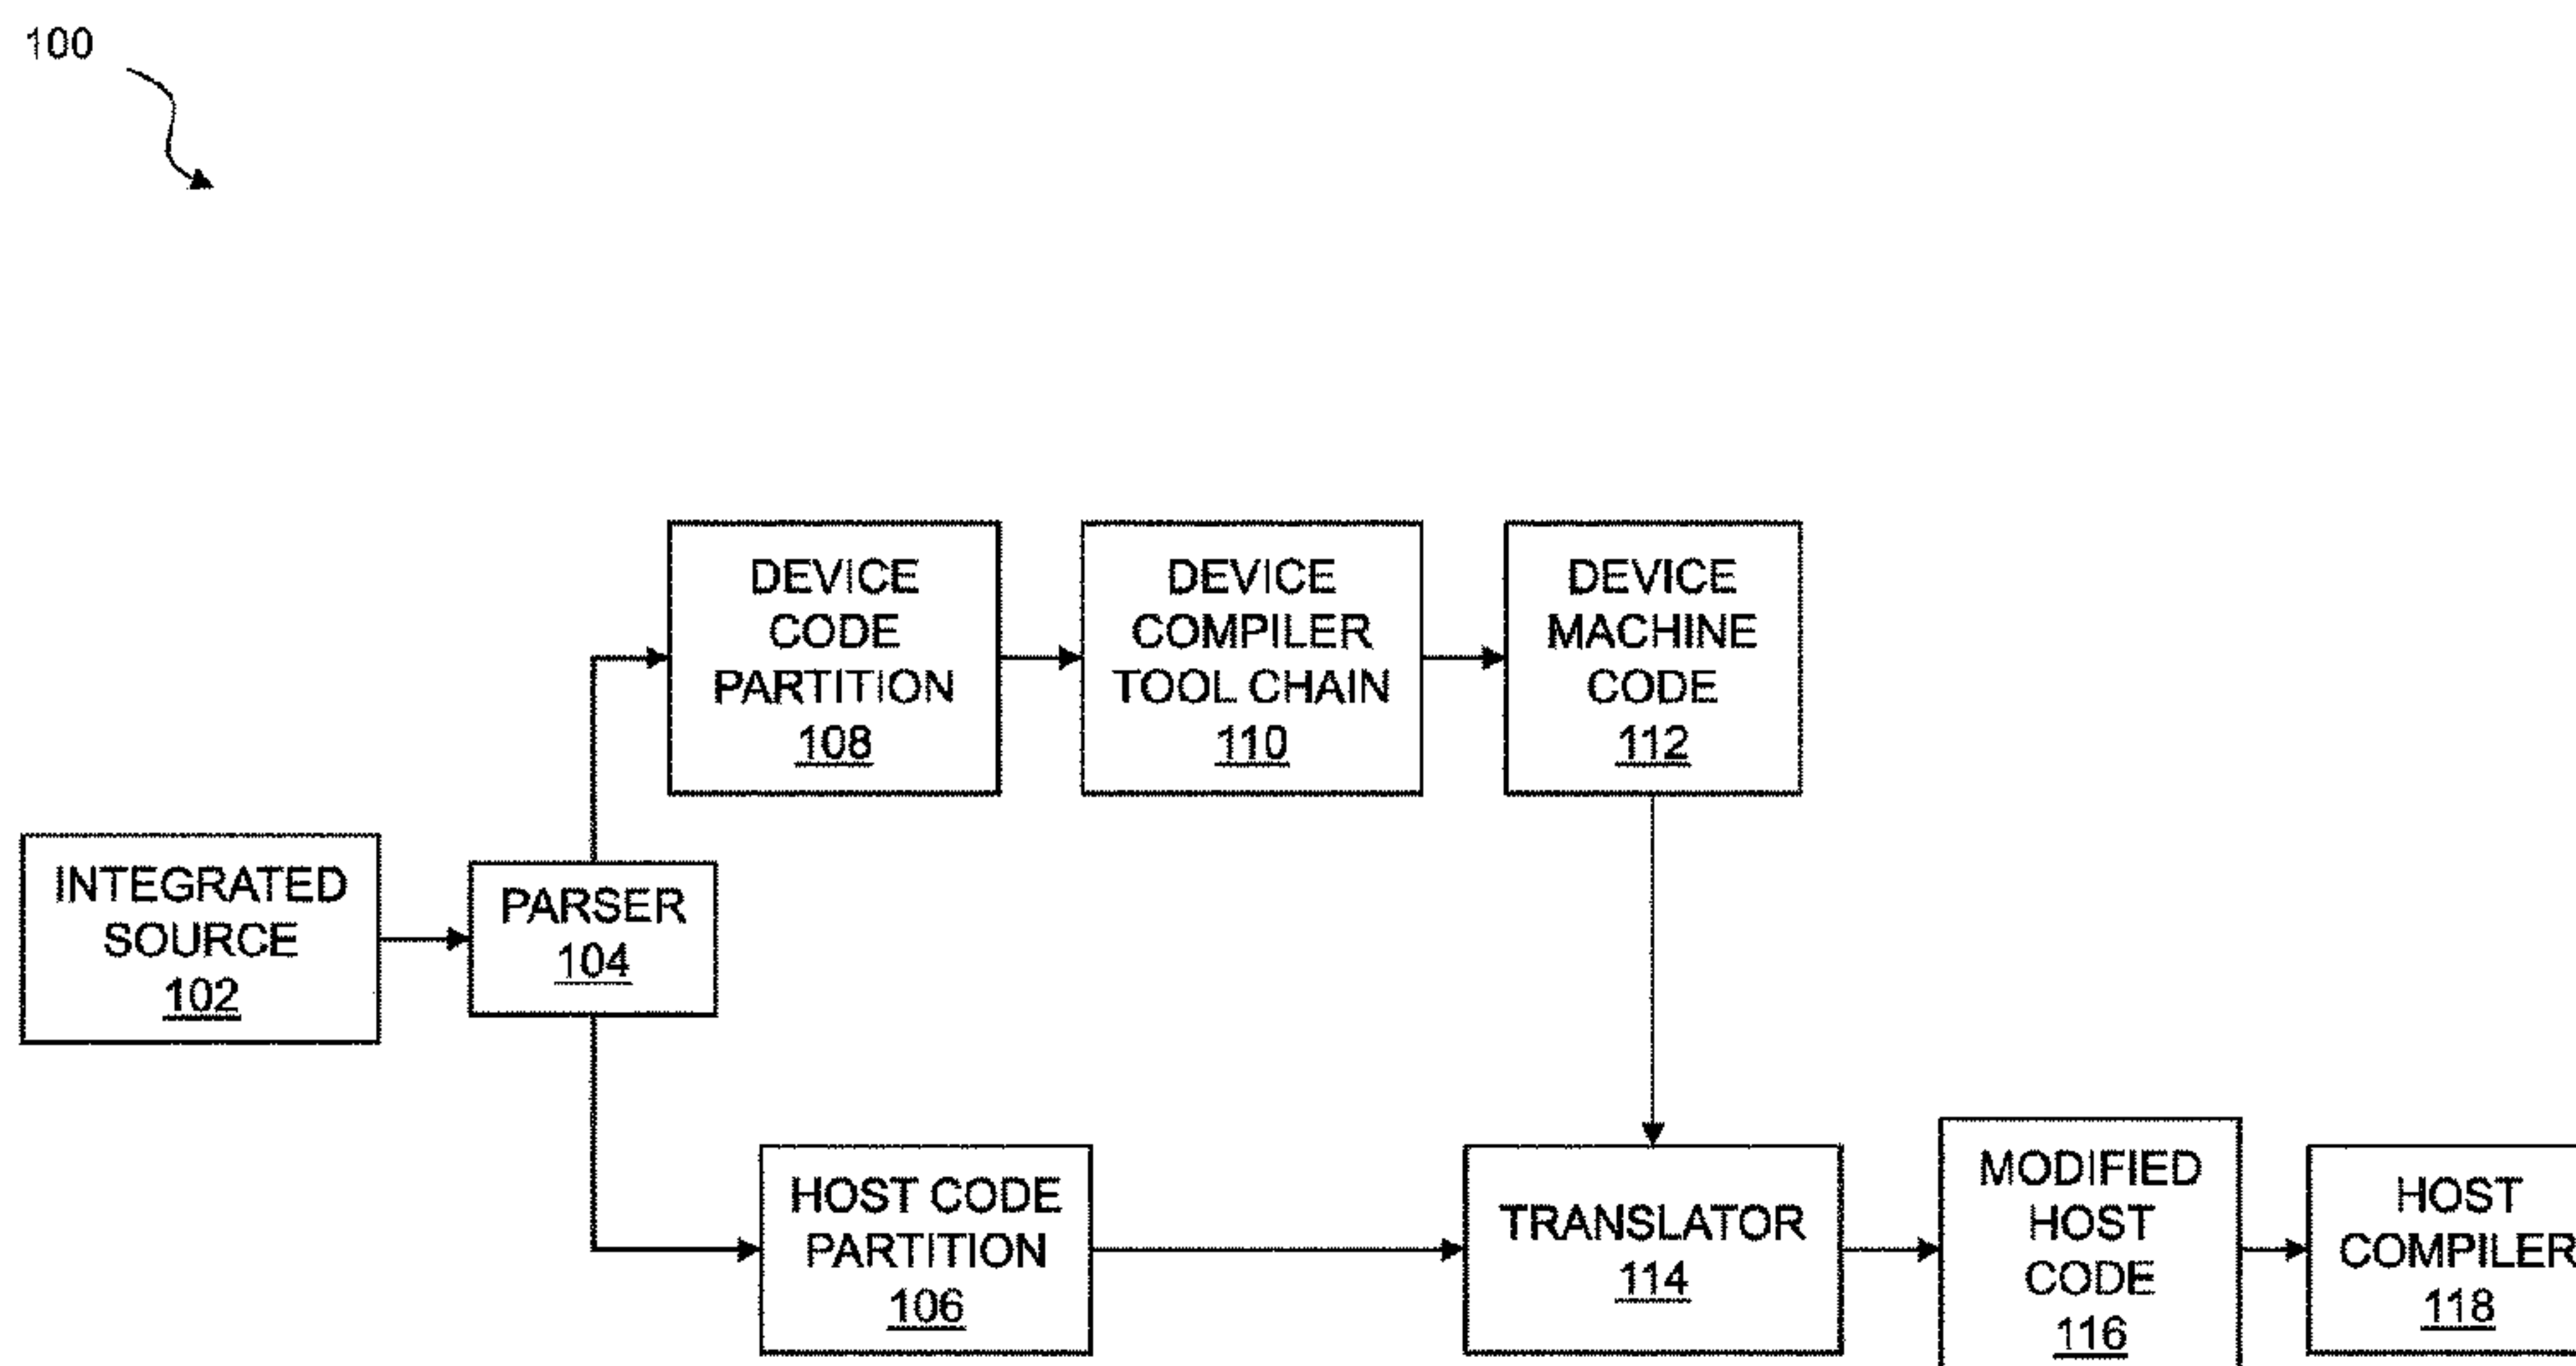 100
DEVICE
CODE
PARTITION
108
DEVICE
COMPILER
TOOL CHAIN
110
DEVICE
MACHINE
CODE
112
INTEGRATED
SOURCE
102
PARSER
104
HOST CODE
PARTITION
106
TRANSLATOR
114
MODIFIED
HOST
CODE
116
HOST
COMPILER
118